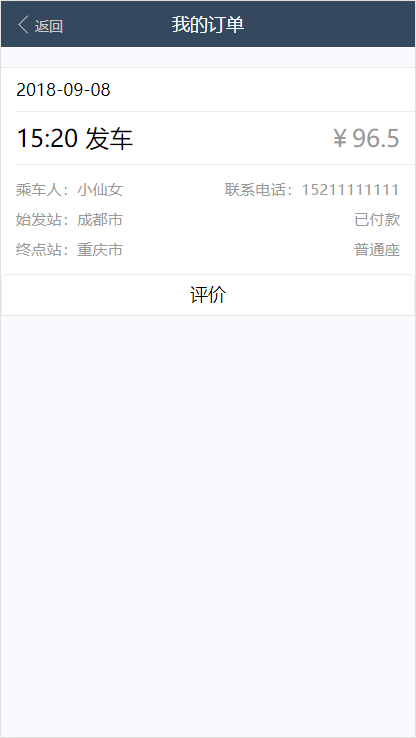 返回
我的订单
2018-09-08
15:20 发车
￥96.5
乘车人：小仙女
联系电话：15211111111
始发站：成都市
已付款
终点站：重庆市
普通座
评价